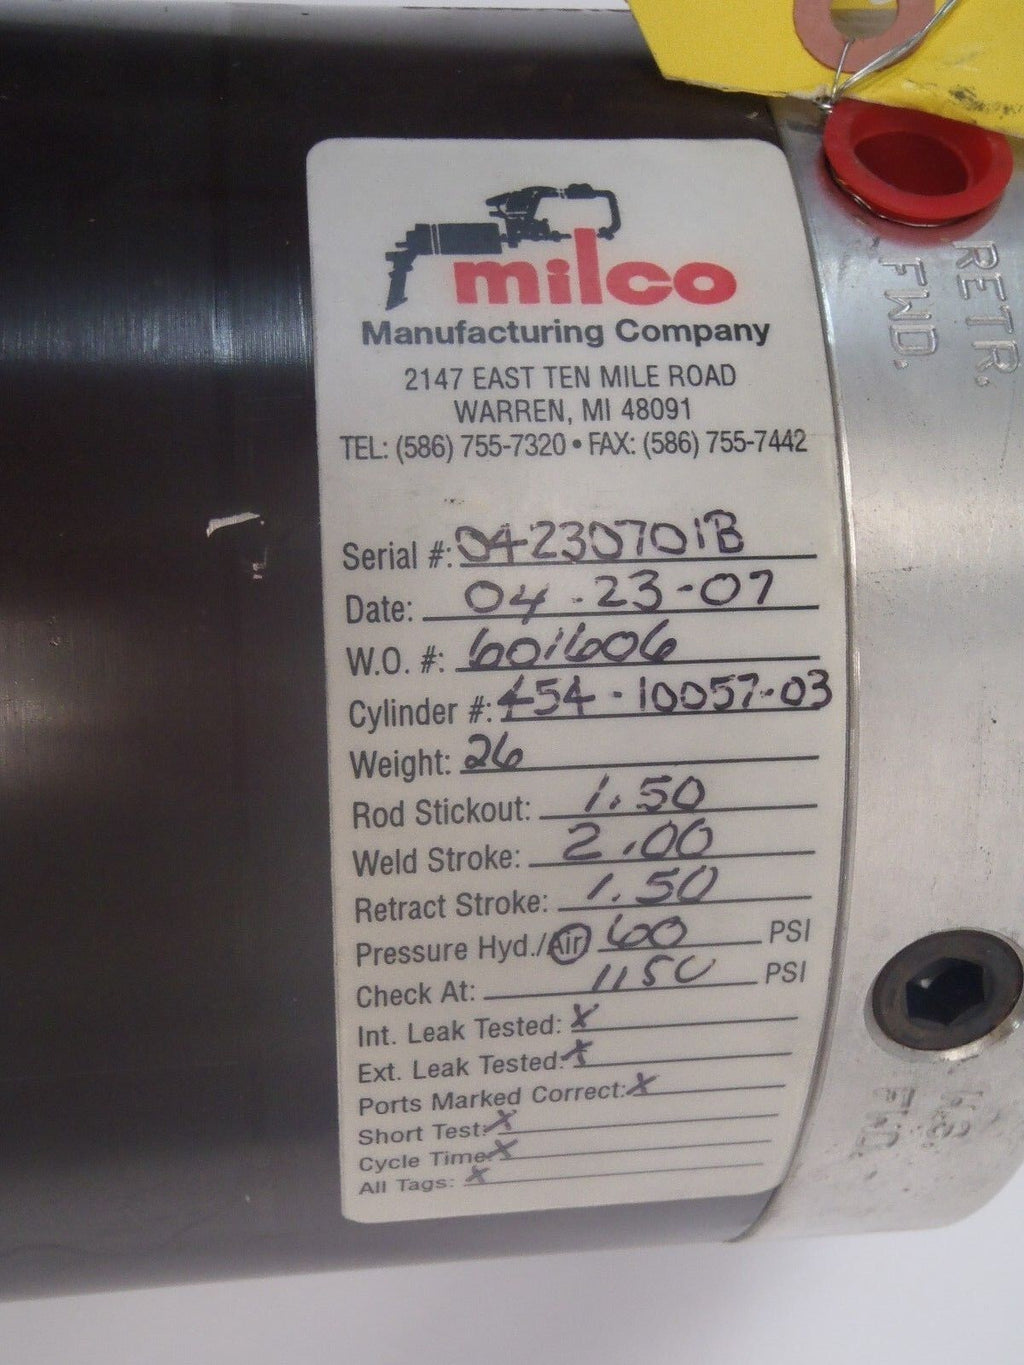 milco
Manufacturing Company
2147 EAST TEN MILE ROAD
WARREN, MI 48091
TEL: (586) 755-7320 • FAX: (586) 755-7442
Serial #: 04230701B
Date: 04-23-07
W.O. #: 601606
Cylinder #: 454-10057-03
Weight: 26
Rod Stickout: 1.50
Weld Stroke: 2.00
Retract Stroke: 1.50
Pressure Hyd./Air 60 PSI
Check At: 1150 PSI
Int. Leak Tested: X
Ext. Leak Tested: X
Ports Marked Correct: X
Short Test: X
Cycle Time: X
All Tags: X
RETR.
FWD.